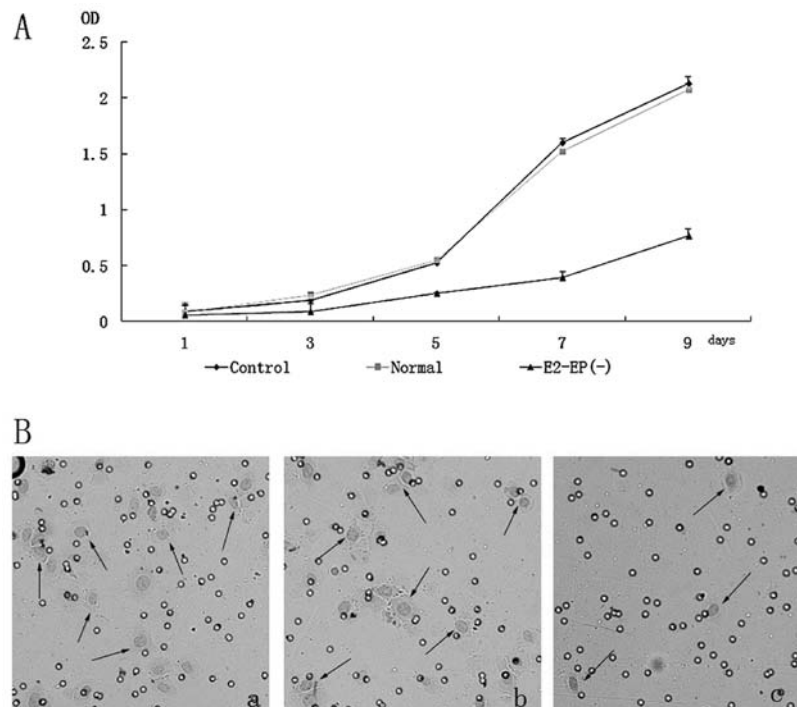 A
OD
2.5
2
1.5
1
0.5
0
1 3 5 7 9 days
Control Normal E2-EP(-)
B
a b c